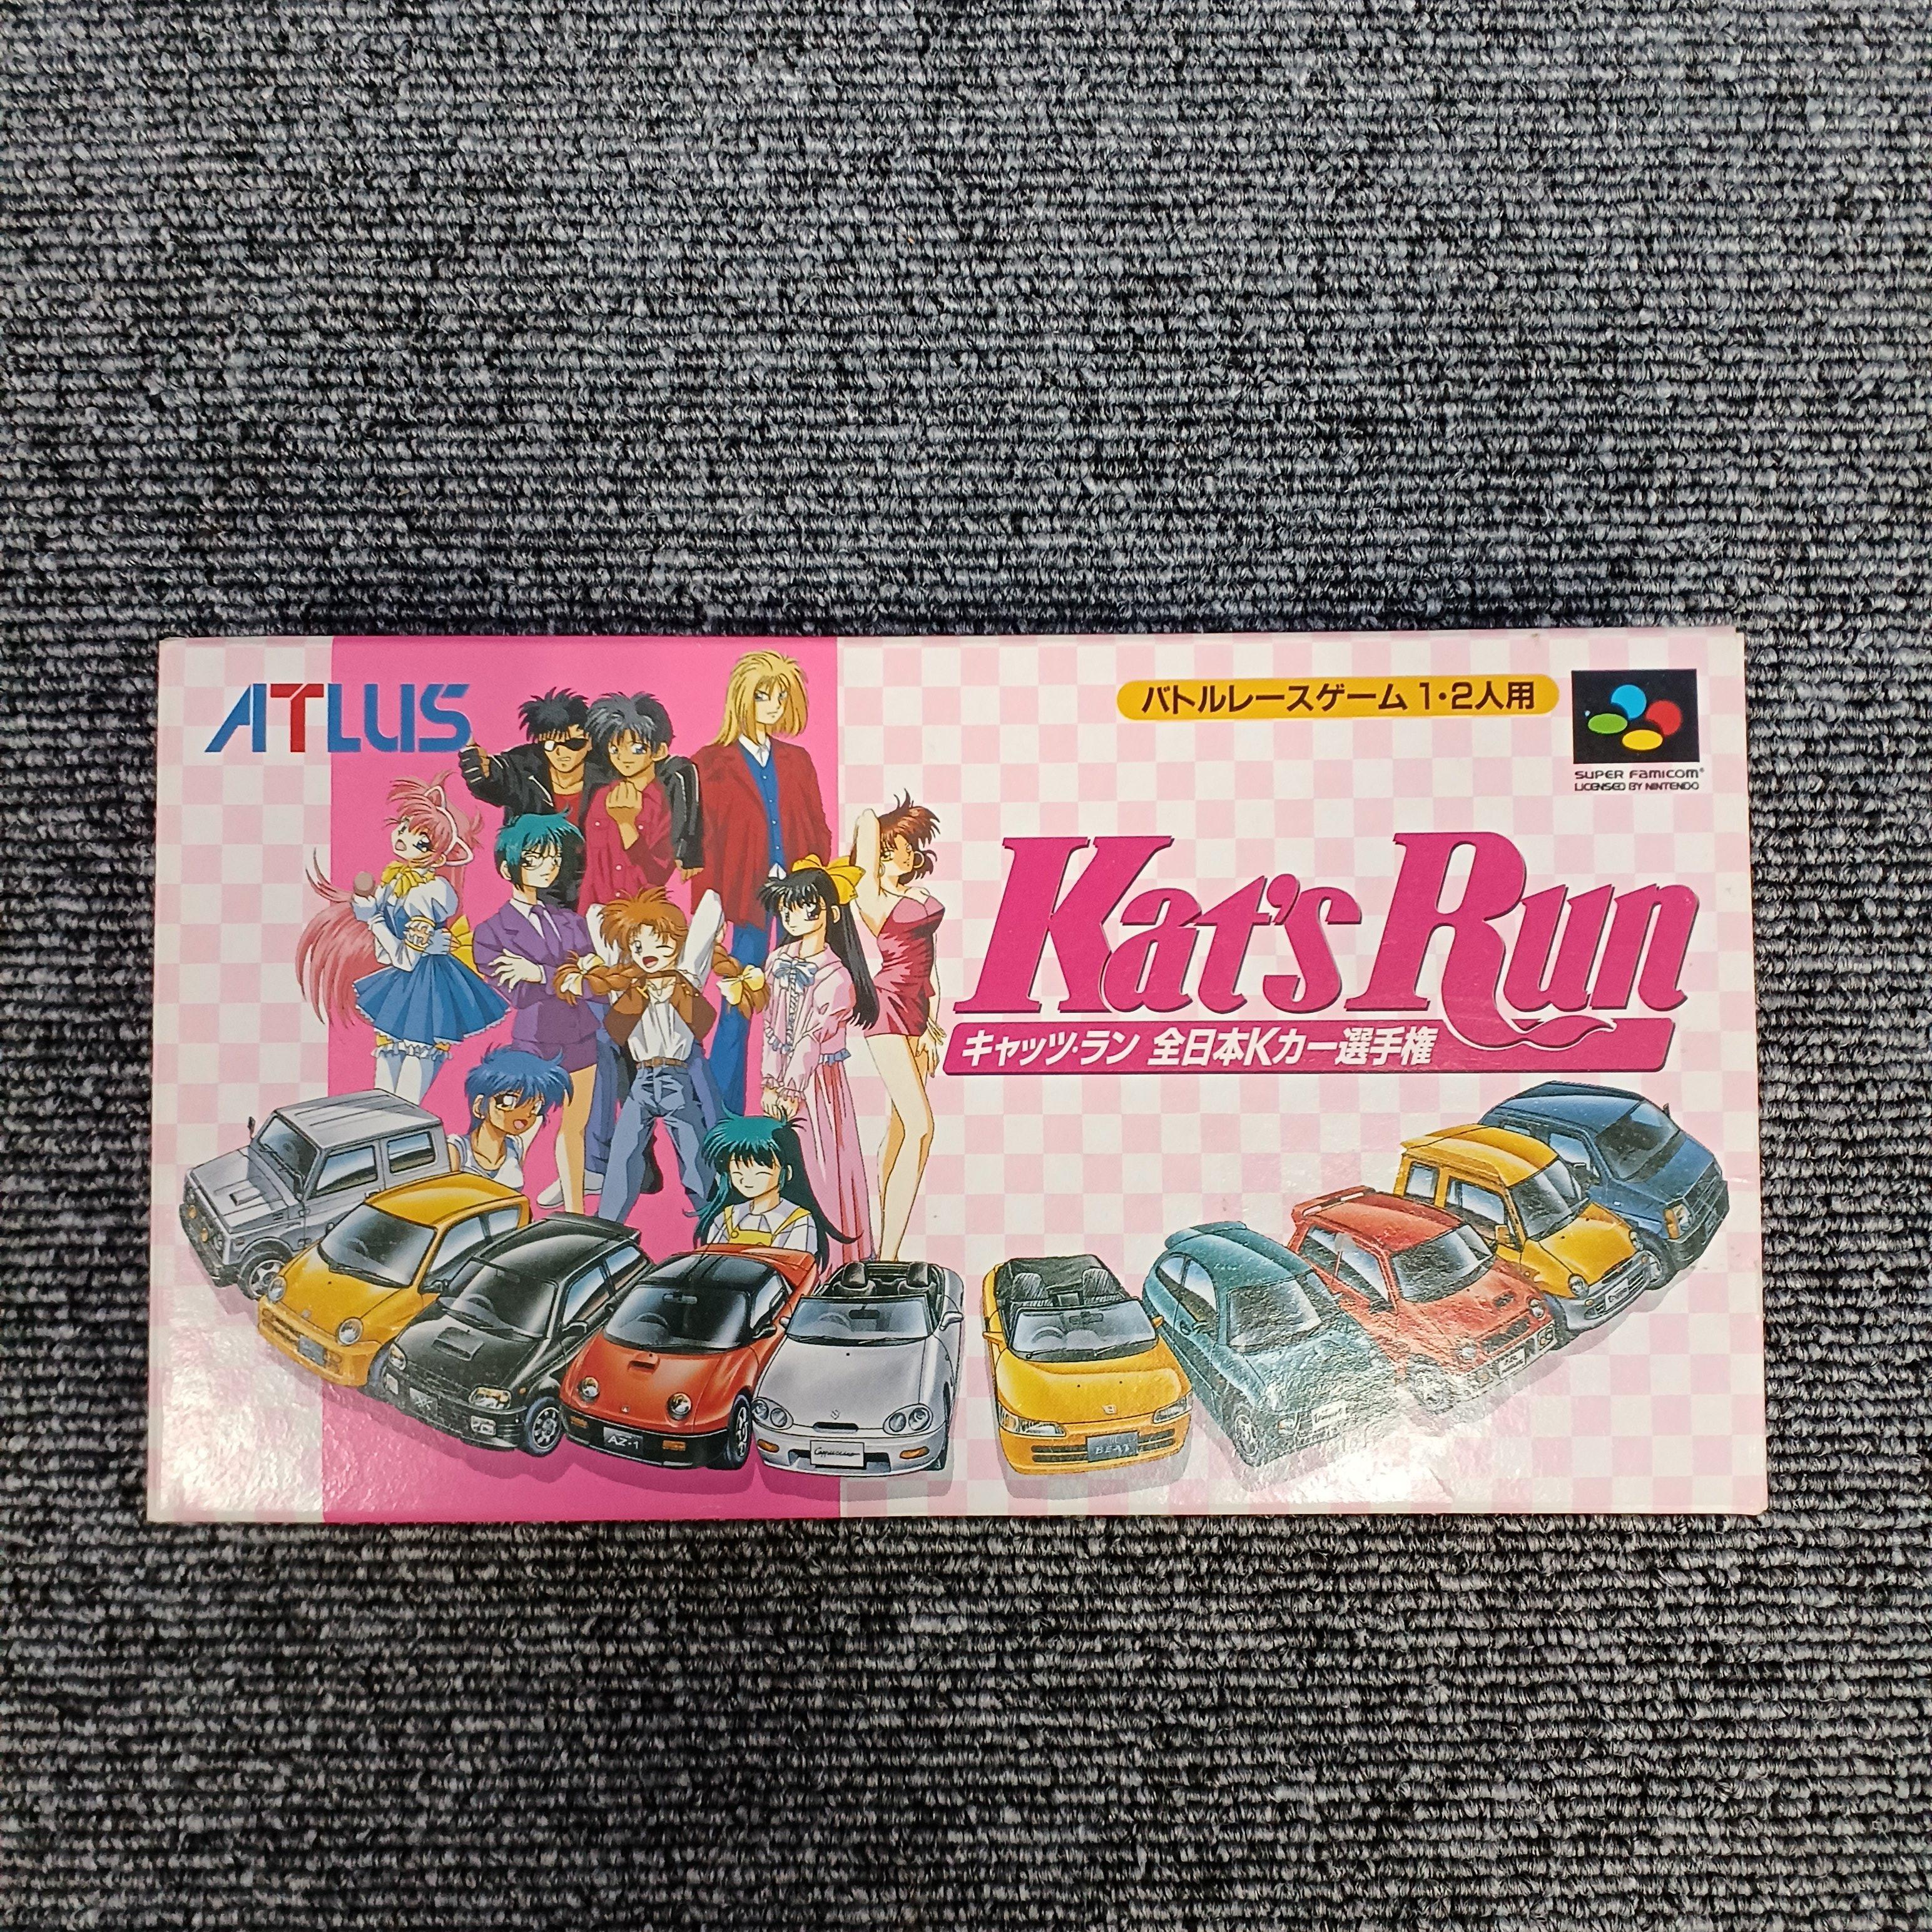 ATLUS
バトルレースゲーム 1・2人用
SUPER FAMICOM
LICENSED BY NINTENDO
Kat's Run
キャッツ・ラン 全日本Kカー選手権
AZ-1
Cappuccino
BEAT